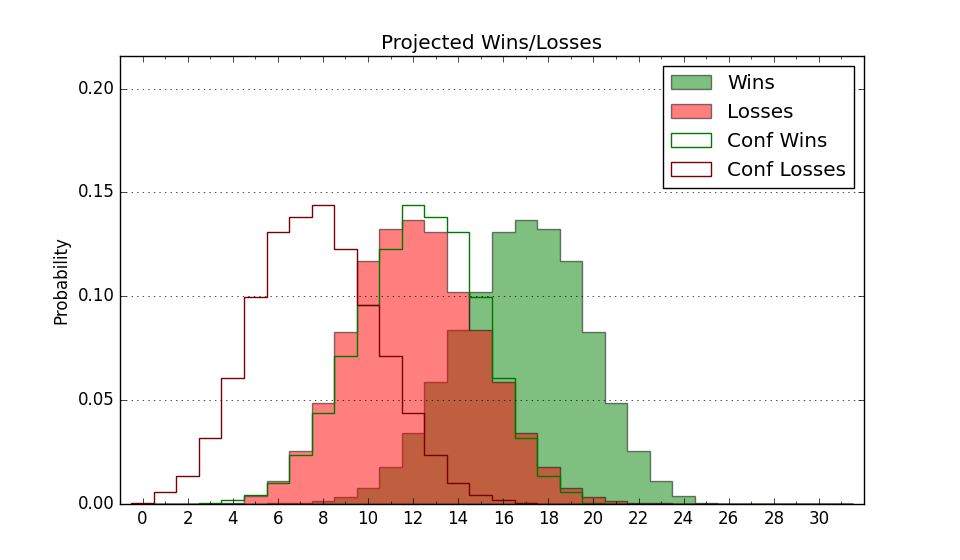 Projected Wins/Losses
Wins
Losses
Conf Wins
Conf Losses
Probability
0.20
0.15
0.10
0.05
0.00
0 2 4 6 8 10 12 14 16 18 20 22 24 26 28 30